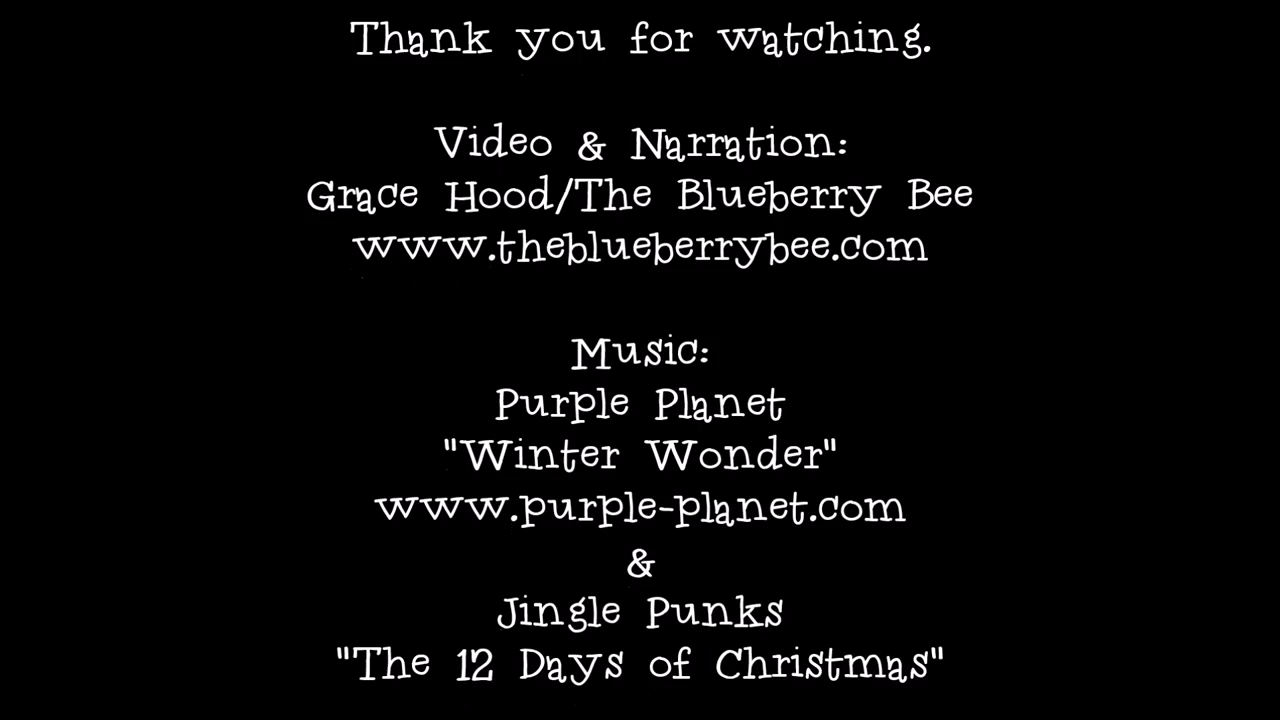 Thank you for watching.
Video & Narration:
Grace Hood/The Blueberry Bee
www.theblueberrybee.com
Music:
Purple Planet
"Winter Wonder"
www.purple-planet.com
&
Jingle Punks
"The 12 Days of Christmas"